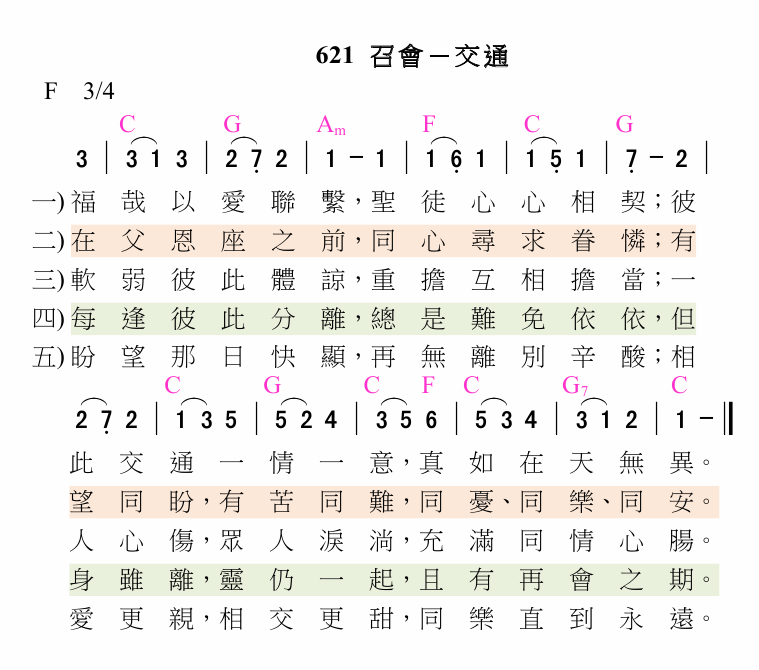 621 召會－交通
F 3/4
C G Am F C G
3 | 3 1 3 | 2 7̣ 2 | 1 － 1 | 1 6̣ 1 | 1 5̣ 1 | 7̣ － 2 |
一) 福哉以愛聯繫，聖徒心心相契；彼
二) 在父恩座之前，同心尋求眷憐；有
三) 軟弱彼此體諒，重擔互相擔當；一
四) 每逢彼此分離，總是難免依依，但
五) 盼望那日快顯，再無離別辛酸；相
C G C F C G7 C
2 7̣ 2 | 1 3 5 | 5 2 4 | 3 5 6 | 5 3 4 | 3 1 2 | 1 － ‖
此交通一情一意，真如在天無異。
望同盼，有苦同難，同憂、同樂、同安。
人心傷，眾人淚淌，充滿同情心腸。
身雖離，靈仍一起，且有再會之期。
愛更親，相交更甜，同樂直到永遠。